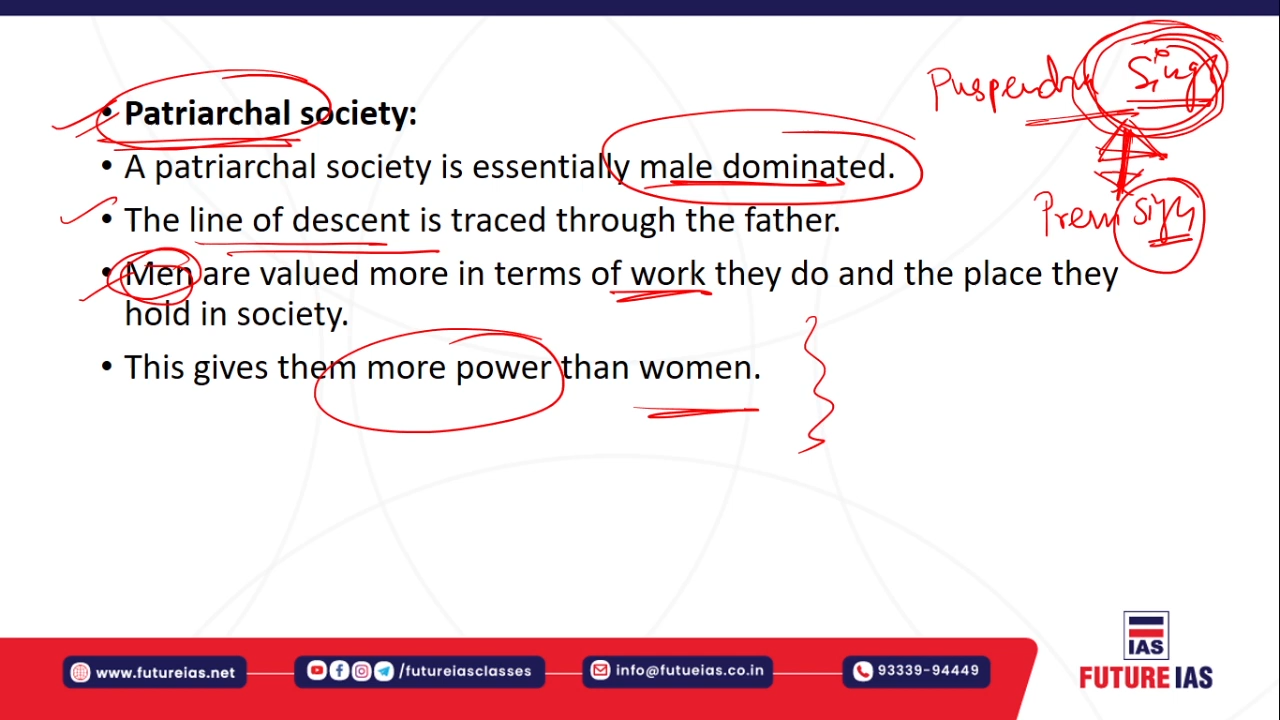 • Patriarchal society:
Puspendra Singh
• A patriarchal society is essentially male dominated.
• The line of descent is traced through the father.
Prem Singh
• Men are valued more in terms of work they do and the place they
hold in society.
• This gives them more power than women.
IAS
FUTURE IAS
www.futureias.net
/futureiasclasses
info@futueias.co.in
93339-94449